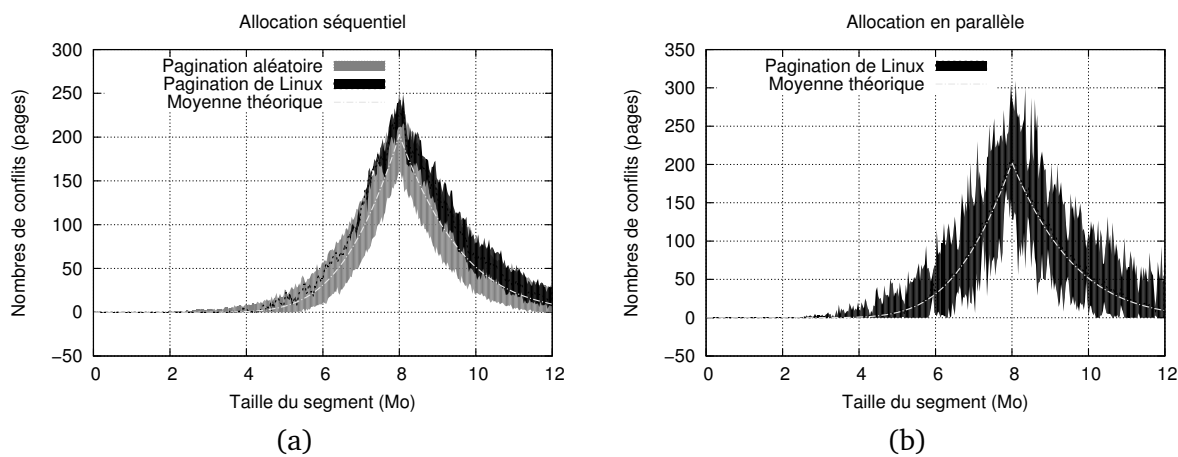 Allocation séquentiel
300
250
200
150
100
50
0
−50
0 2 4 6 8 10 12
Nombres de conflits (pages)
Taille du segment (Mo)
Pagination aléatoire
Pagination de Linux
Moyenne théorique
(a)
Allocation en parallèle
350
300
250
200
150
100
50
0
−50
0 2 4 6 8 10 12
Nombres de conflits (pages)
Taille du segment (Mo)
Pagination de Linux
Moyenne théorique
(b)